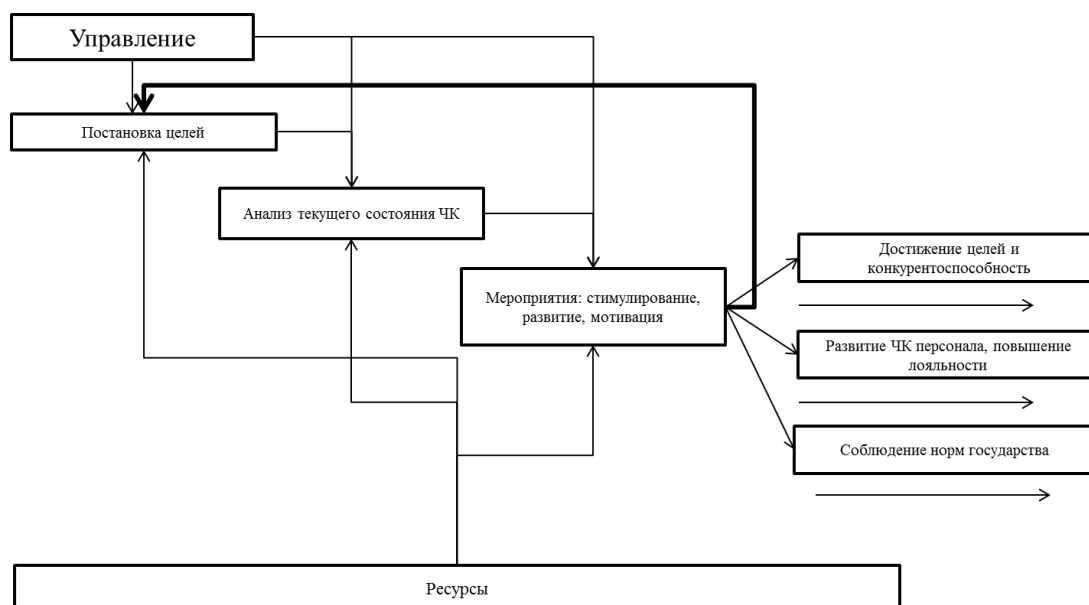 Управление
Постановка целей
Анализ текущего состояния ЧК
Мероприятия: стимулирование,
развитие, мотивация
Достижение целей и
конкурентоспособность
Развитие ЧК персонала, повышение
лояльности
Соблюдение норм государства
Ресурсы